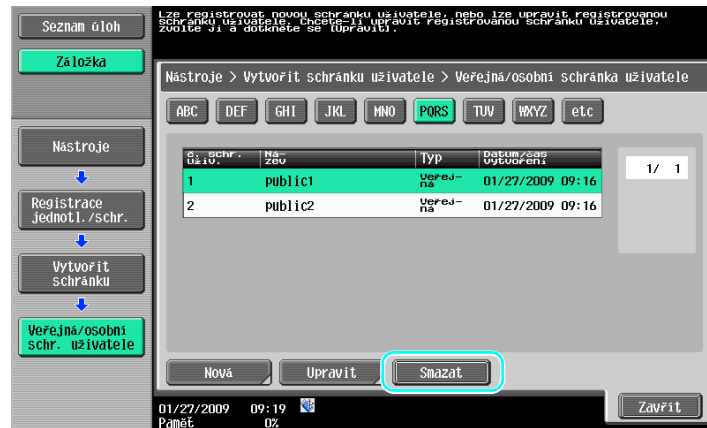 Seznam úloh
Záložka
Lze registrovat novou schránku uživatele, nebo lze upravit registrovanou
schránku uživatele. Chcete-li upravit registrovanou schránku uživatele,
zvolte ji a dotkněte se [Upravit].
Nástroje > Vytvořit schránku uživatele > Veřejná/osobní schránka uživatele
ABC DEF GHI JKL MNO PQRS TUV WXYZ etc
Nástroje
Registrace
jednotl./schr.
Vytvořit
schránku
Veřejná/osobní
schr. uživatele
č. schr. Ná- Typ Datum/čas
uživ. zev vytvoření
1 public1 Veřej-
ná 01/27/2009 09:16
2 public2 Veřej-
ná 01/27/2009 09:16
1/ 1
Nová Upravit Smazat
01/27/2009 09:19
Paměť 0%
Zavřít